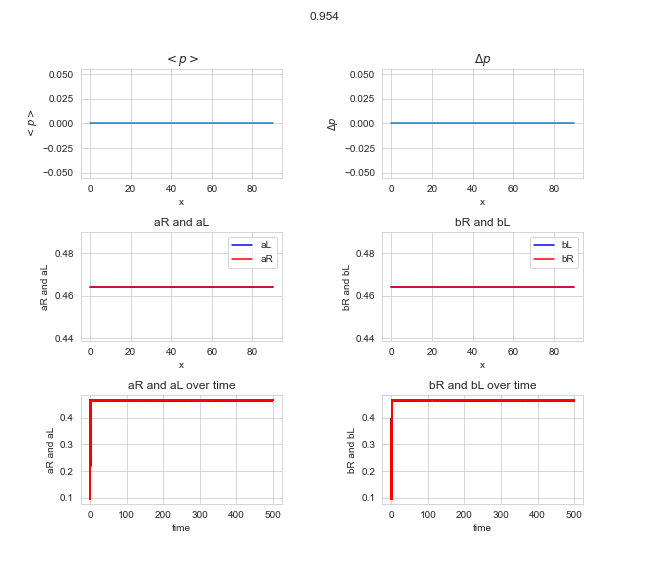 0.954
< p >
Δp
0.050
0.025
0.000
−0.025
−0.050
< p >
0 20 40 60 80
x
0.050
0.025
0.000
−0.025
−0.050
Δp
0 20 40 60 80
x
aR and aL
bR and bL
0.48
0.46
0.44
aR and aL
aL
aR
0 20 40 60 80
x
0.48
0.46
0.44
bR and bL
bL
bR
0 20 40 60 80
x
aR and aL over time
bR and bL over time
0.4
0.3
0.2
0.1
aR and aL
0 100 200 300 400 500
time
0.4
0.3
0.2
0.1
bR and bL
0 100 200 300 400 500
time